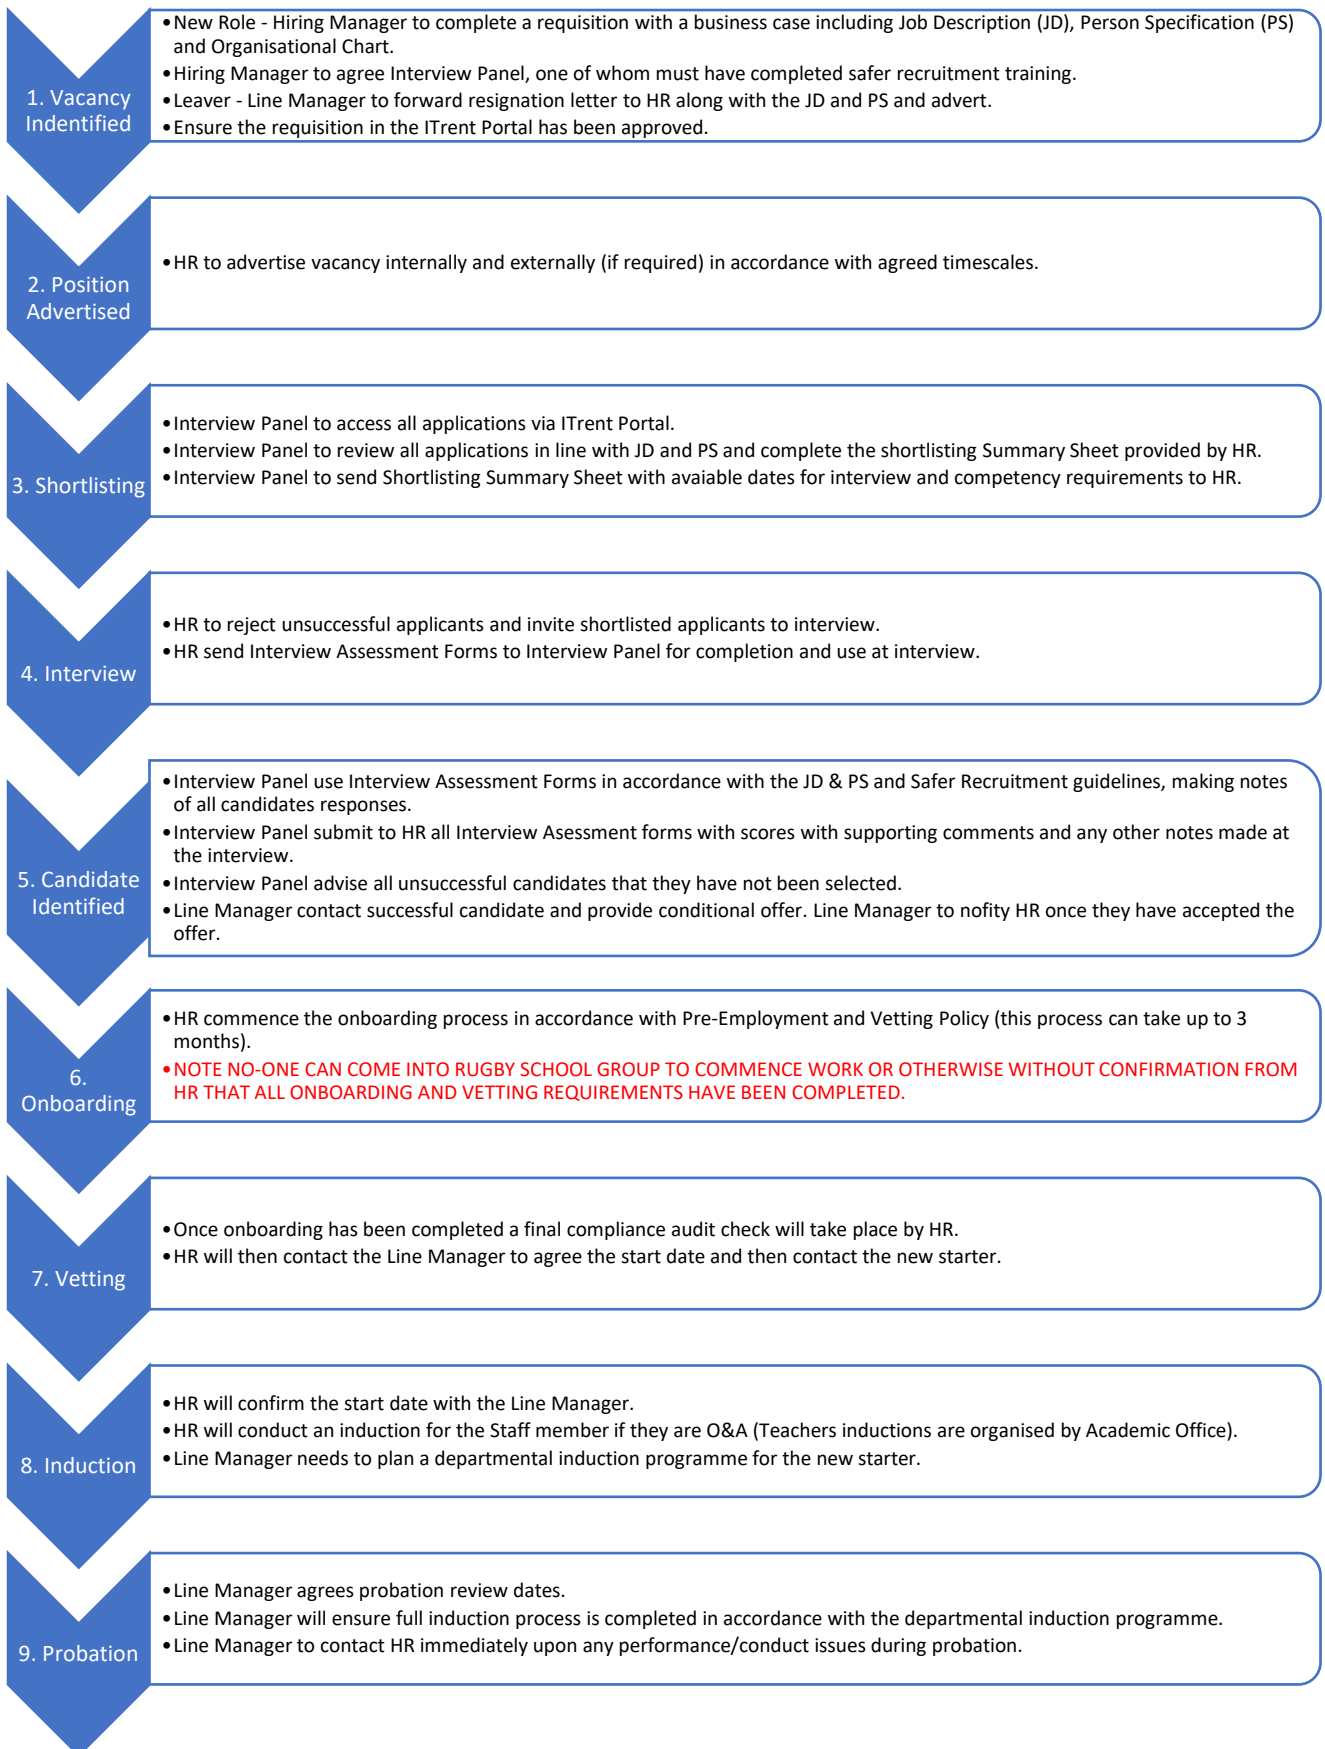 1. Vacancy
Indentified
•New Role - Hiring Manager to complete a requisition with a business case including Job Description (JD), Person Specification (PS)
and Organisational Chart.
•Hiring Manager to agree Interview Panel, one of whom must have completed safer recruitment training.
•Leaver - Line Manager to forward resignation letter to HR along with the JD and PS and advert.
•Ensure the requisition in the ITrent Portal has been approved.
2. Position
Advertised
•HR to advertise vacancy internally and externally (if required) in accordance with agreed timescales.
3. Shortlisting
•Interview Panel to access all applications via ITrent Portal.
•Interview Panel to review all applications in line with JD and PS and complete the shortlisting Summary Sheet provided by HR.
•Interview Panel to send Shortlisting Summary Sheet with avaiable dates for interview and competency requirements to HR.
4. Interview
•HR to reject unsuccessful applicants and invite shortlisted applicants to interview.
•HR send Interview Assessment Forms to Interview Panel for completion and use at interview.
5. Candidate
Identified
•Interview Panel use Interview Assessment Forms in accordance with the JD & PS and Safer Recruitment guidelines, making notes
of all candidates responses.
•Interview Panel submit to HR all Interview Asessment forms with scores with supporting comments and any other notes made at
the interview.
•Interview Panel advise all unsuccessful candidates that they have not been selected.
•Line Manager contact successful candidate and provide conditional offer. Line Manager to nofity HR once they have accepted the
offer.
6.
Onboarding
•HR commence the onboarding process in accordance with Pre-Employment and Vetting Policy (this process can take up to 3
months).
•NOTE NO-ONE CAN COME INTO RUGBY SCHOOL GROUP TO COMMENCE WORK OR OTHERWISE WITHOUT CONFIRMATION FROM
HR THAT ALL ONBOARDING AND VETTING REQUIREMENTS HAVE BEEN COMPLETED.
7. Vetting
•Once onboarding has been completed a final compliance audit check will take place by HR.
•HR will then contact the Line Manager to agree the start date and then contact the new starter.
8. Induction
•HR will confirm the start date with the Line Manager.
•HR will conduct an induction for the Staff member if they are O&A (Teachers inductions are organised by Academic Office).
•Line Manager needs to plan a departmental induction programme for the new starter.
9. Probation
•Line Manager agrees probation review dates.
•Line Manager will ensure full induction process is completed in accordance with the departmental induction programme.
•Line Manager to contact HR immediately upon any performance/conduct issues during probation.